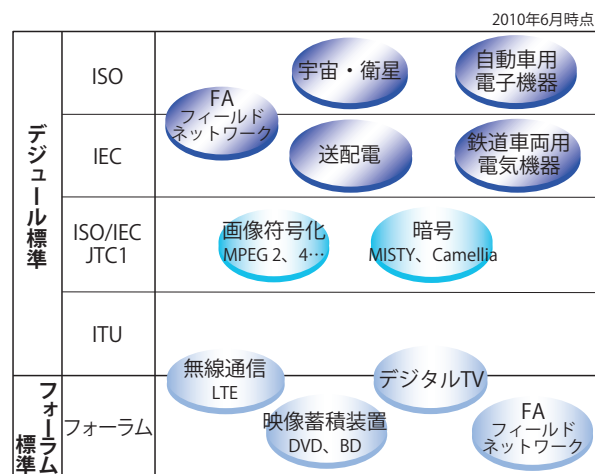 2010年6月時点
デジュール標準
ISO
宇宙・衛星
自動車用
電子機器
FA
フィールド
ネットワーク
IEC
送配電
鉄道車両用
電気機器
ISO/IEC
JTC1
画像符号化
MPEG 2、4…
暗号
MISTY、Camellia
ITU
無線通信
LTE
デジタルTV
フォーラム
標準
フォーラム
映像蓄積装置
DVD、BD
FA
フィールド
ネットワーク